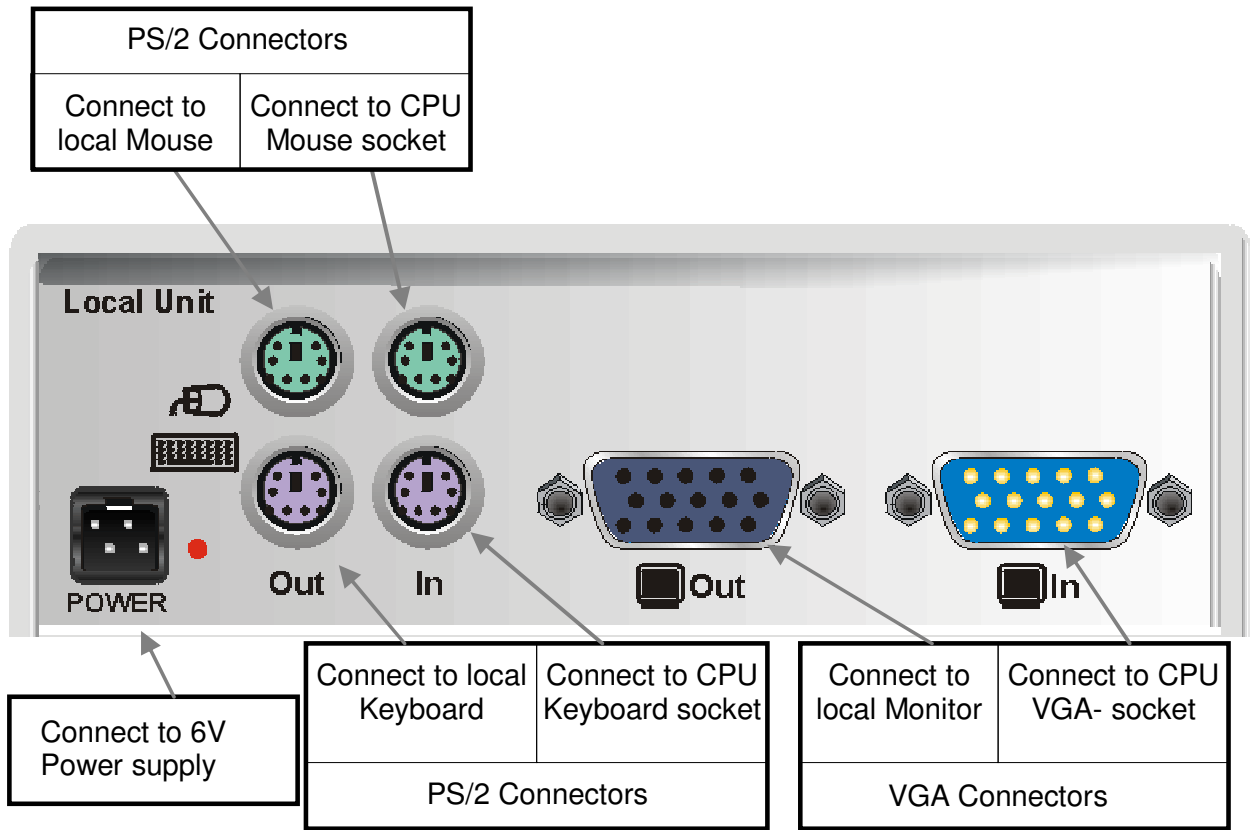 PS/2 Connectors
Connect to
local Mouse
Connect to CPU
Mouse socket
Local Unit
POWER
Out
In
Out
In
Connect to 6V
Power supply
Connect to local
Keyboard
Connect to CPU
Keyboard socket
PS/2 Connectors
Connect to
local Monitor
Connect to CPU
VGA- socket
VGA Connectors